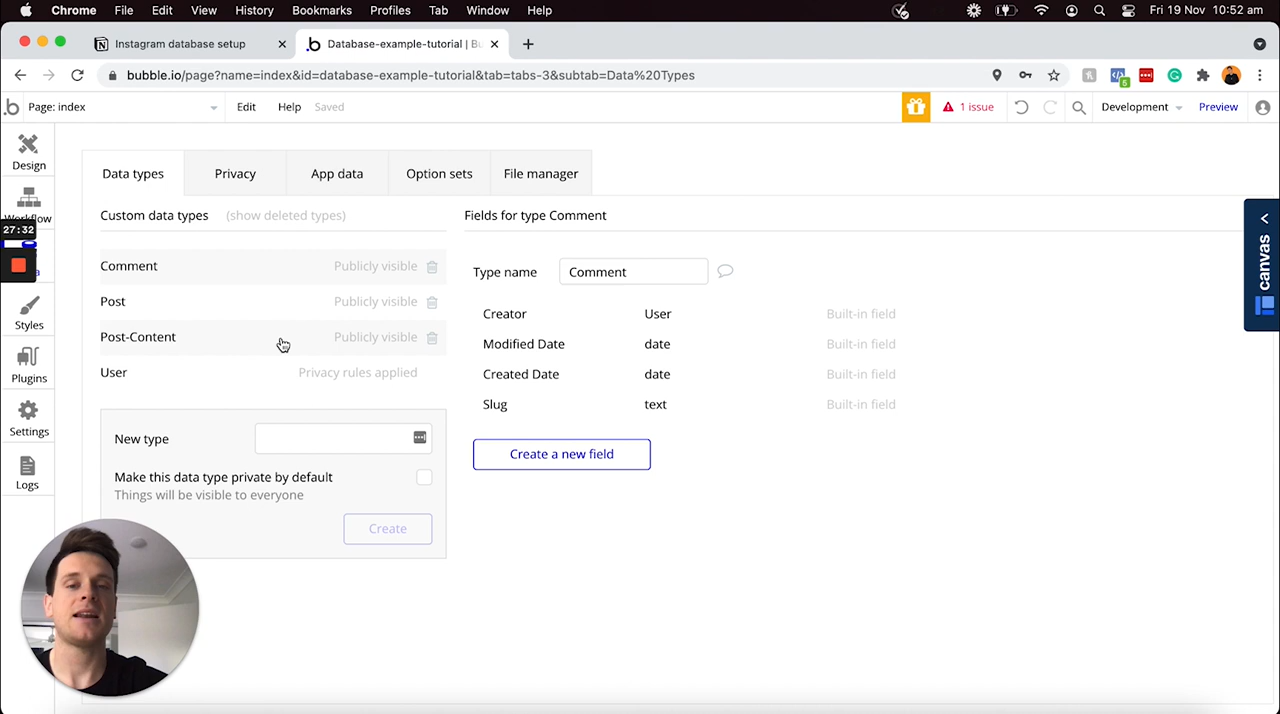 Chrome File Edit View History Bookmarks Profiles Tab Window Help Fri 19 Nov 10:52 am
Instagram database setup
Database-example-tutorial | Bu
bubble.io/page?name=index&id=database-example-tutorial&tab=tabs-3&subtab=Data%20Types
6
Page: index Edit Help Saved 1 issue Development Preview
Design
Workflow
27:32
Styles
Plugins
Settings
Logs
Data types Privacy App data Option sets File manager
Custom data types (show deleted types)
Comment Publicly visible
Post Publicly visible
Post-Content Publicly visible
User Privacy rules applied
New type
Make this data type private by default
Things will be visible to everyone
Create
Fields for type Comment
Type name Comment
Creator User Built-in field
Modified Date date Built-in field
Created Date date Built-in field
Slug text Built-in field
Create a new field
canvas